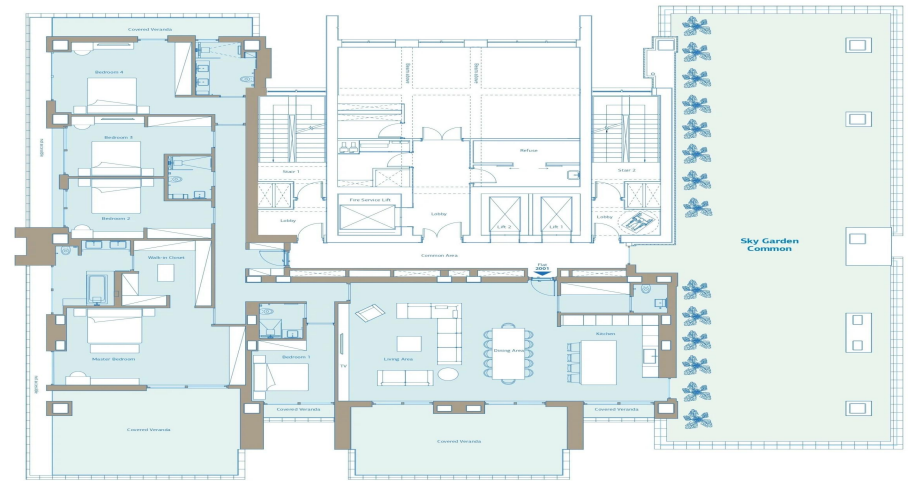 Covered Veranda
Bedroom 4
Bedroom 3
Bedroom 2
Stair 1
Lobby
Fire Service Lift
Lobby
Refuse
Stair 2
Lobby
Lift 2
Lift 1
Common Area
Flat
3001
Walk-in Closet
Master Bedroom
Bedroom 1
TV
Living Area
Dining Area
Kitchen
Covered Veranda
Covered Veranda
Covered Veranda
Covered Veranda
Sky Garden
Common